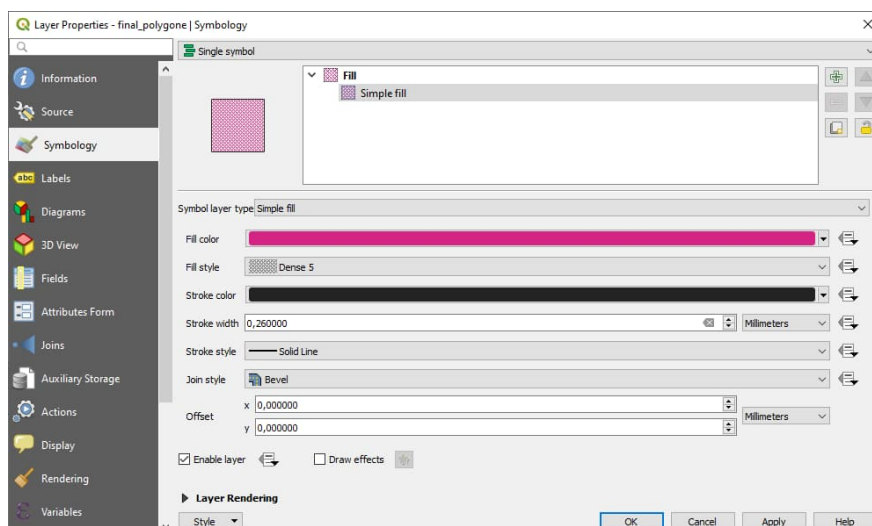 Layer Properties - final_polygone | Symbology
Single symbol
Information
Source
Symbology
Labels
Diagrams
3D View
Fields
Attributes Form
Joins
Auxiliary Storage
Actions
Display
Rendering
Variables
Fill
Simple fill
Symbol layer type Simple fill
Fill color
Fill style Dense 5
Stroke color
Stroke width 0,260000 Millimeters
Stroke style Solid Line
Join style Bevel
Offset x 0,000000 Millimeters
y 0,000000
Enable layer Draw effects
Layer Rendering
Style OK Cancel Apply Help